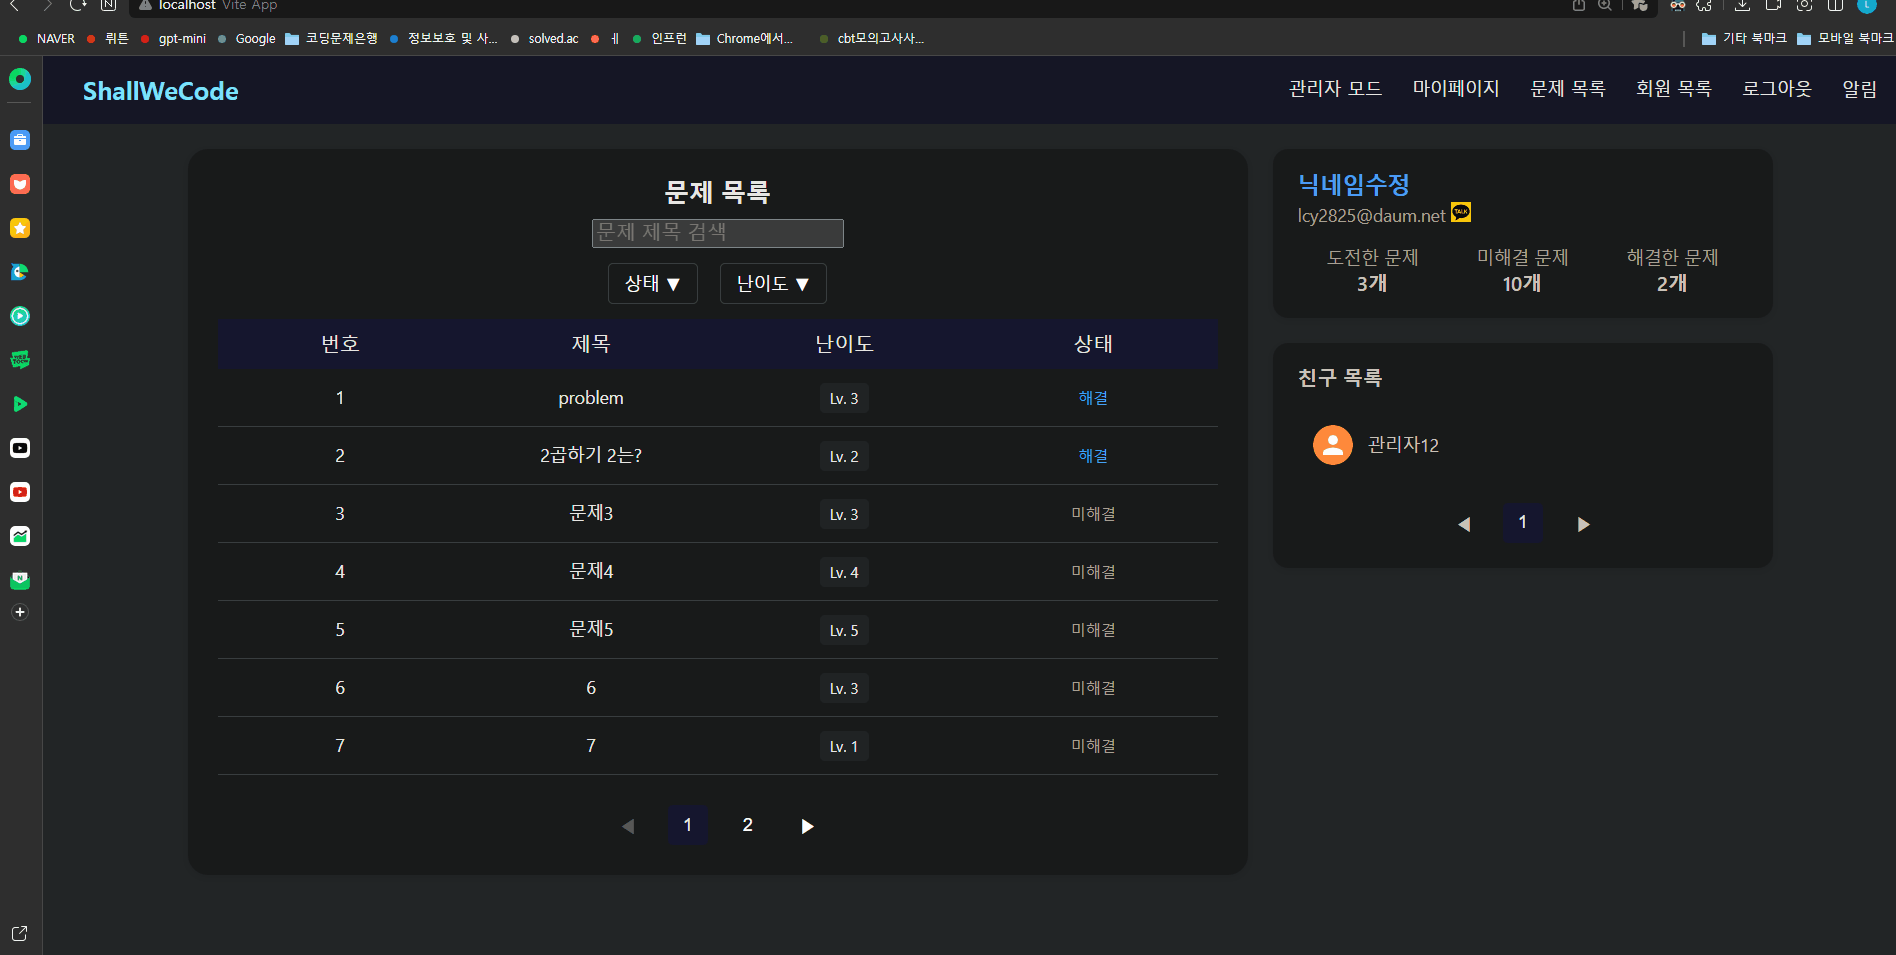 localhost Vite App
NAVER 뤼튼 gpt-mini Google 코딩문제은행 정보보호 및 사... solved.ac ㅔ 인프런 Chrome에서... cbt모의고사사... 기타 북마크 모바일 북마크
ShallWeCode 관리자 모드 마이페이지 문제 목록 회원 목록 로그아웃 알림
문제 목록
문제 제목 검색
상태 ▼ 난이도 ▼
번호 제목 난이도 상태
1 problem Lv. 3 해결
2 2곱하기 2는? Lv. 2 해결
3 문제3 Lv. 3 미해결
4 문제4 Lv. 4 미해결
5 문제5 Lv. 5 미해결
6 6 Lv. 3 미해결
7 7 Lv. 1 미해결
◀ 1 2 ▶
닉네임수정
lcy2825@daum.net TALK
도전한 문제 미해결 문제 해결한 문제
3개 10개 2개
친구 목록
관리자12
◀ 1 ▶